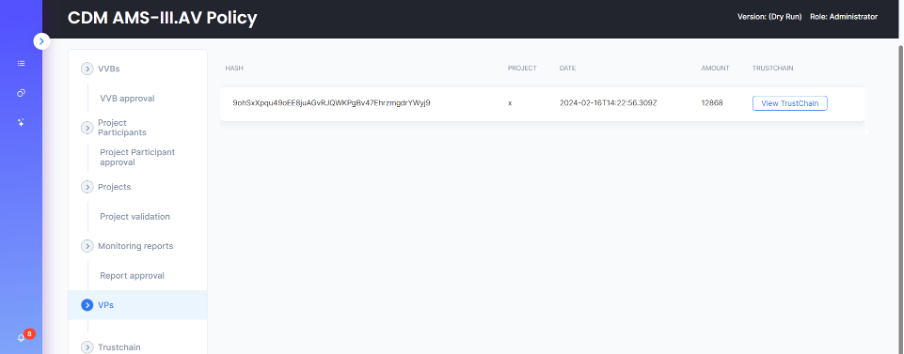 CDM AMS-III.AV Policy
Version: (Dry Run) Role: Administrator
VVBs
VVB approval
Project
Participants
Project Participant
approval
Projects
Project validation
Monitoring reports
Report approval
VPs
Trustchain
HASH PROJECT DATE AMOUNT TRUSTCHAIN
9ohSxXpqu49oEE8juAGvRJQWKPgBv47EhrzmgdrYWyj9 x 2024-02-16T14:22:56.309Z 12868 View TrustChain
8